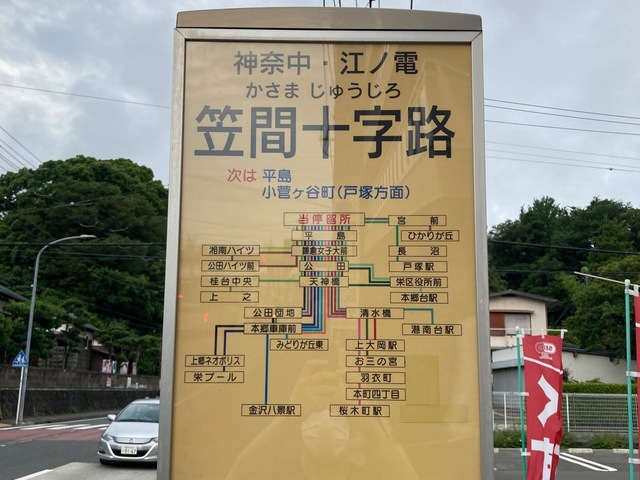 神奈中・江ノ電
かさま じゅうじろ
笠間十字路
次は 平島
小菅ヶ谷町(戸塚方面)
当停留所
宮前
平島
ひかりが丘
湘南ハイツ
鎌倉女子大前
長沼
公田ハイツ前
公田
戸塚駅
桂台中央
天神橋
栄区役所前
上之
本郷台駅
公田団地
清水橋
本郷車庫前
港南台駅
みどりが丘東
上大岡駅
上郷ネオポリス
お三の宮
栄プール
羽衣町
本町四丁目
金沢八景駅
桜木町駅